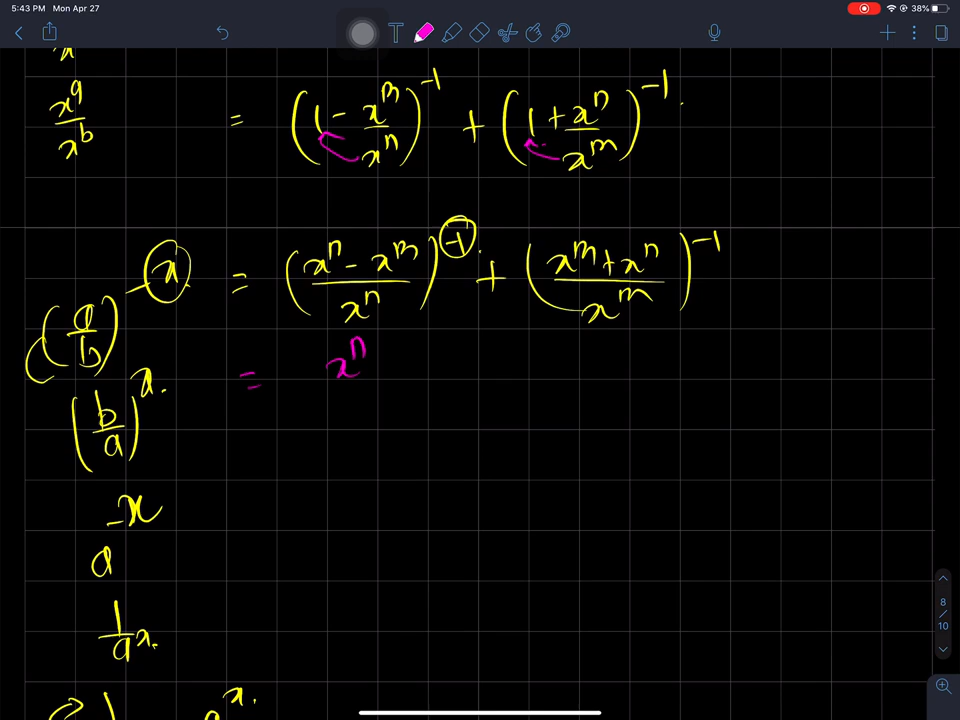 5:43 PM Mon Apr 27 38%
T
x^a/x^b = (1 - x^m/x^n)^-1 + (1 + x^n/x^m)^-1
(a/b)^-x = ((x^n - x^m)/x^n)^-1 + ((x^m + x^n)/x^m)^-1
(b/a)^x. = x^n
a^-x
1/a^x.
8/10